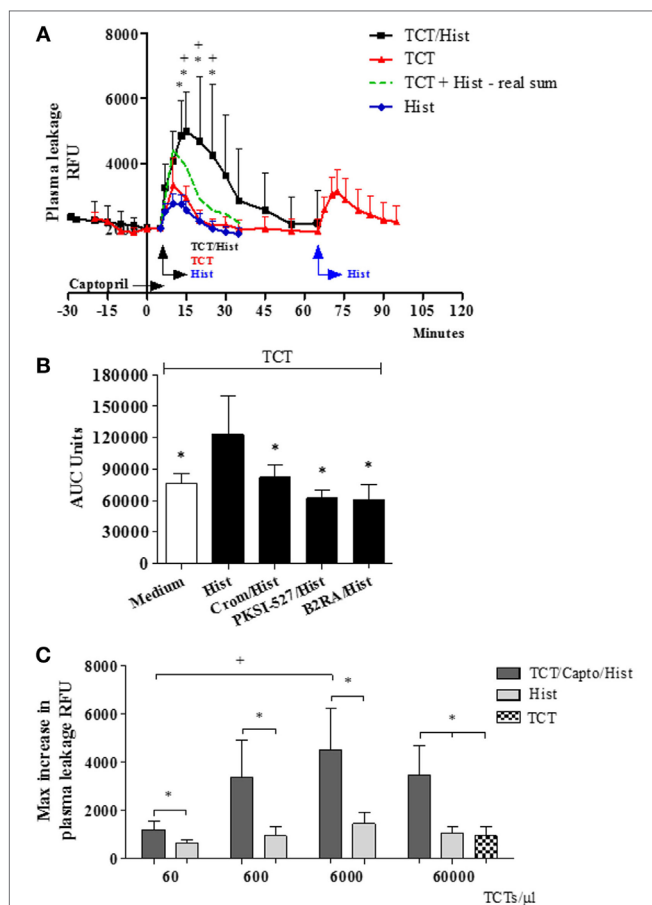 A
8000
6000
4000
2000
Plasma leakage
RFU
+
+ * +
* * *
*
TCT/Hist
TCT
TCT + Hist - real sum
Hist
TCT/Hist
TCT
Hist
Hist
Captopril
-30 -15 0 15 30 45 60 75 90 105 120
Minutes
B
TCT
180000
150000
120000
90000
60000
30000
0
AUC Units
* * * *
Medium Hist Crom/Hist PKSI-527/Hist B2RA/Hist
C
8000
6000
4000
2000
0
Max increase in
plasma leakage RFU
+
* * * *
TCT/Capto/Hist
Hist
TCT
60 600 6000 60000
TCTs/µl